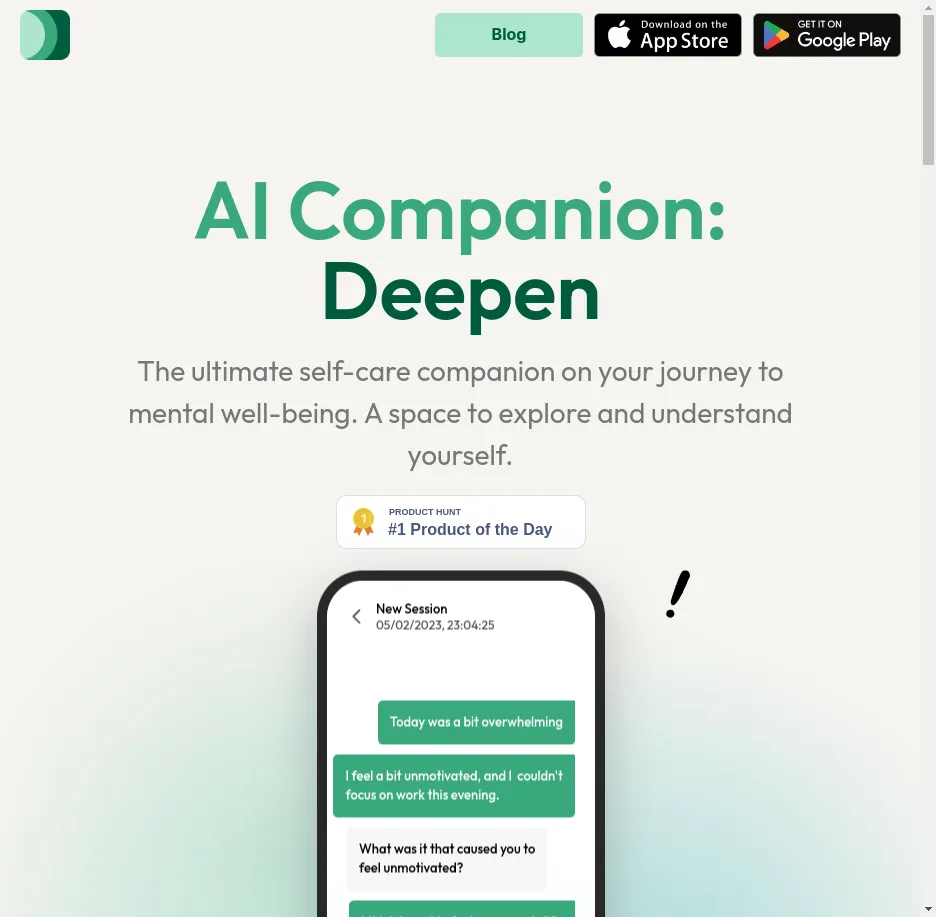 Blog
Download on the
App Store
GET IT ON
Google Play
AI Companion:
Deepen
The ultimate self-care companion on your journey to
mental well-being. A space to explore and understand
yourself.
1
PRODUCT HUNT
#1 Product of the Day
!
New Session
05/02/2023, 23:04:25
Today was a bit overwhelming
I feel a bit unmotivated, and I couldn't
focus on work this evening.
What was it that caused you to
feel unmotivated?